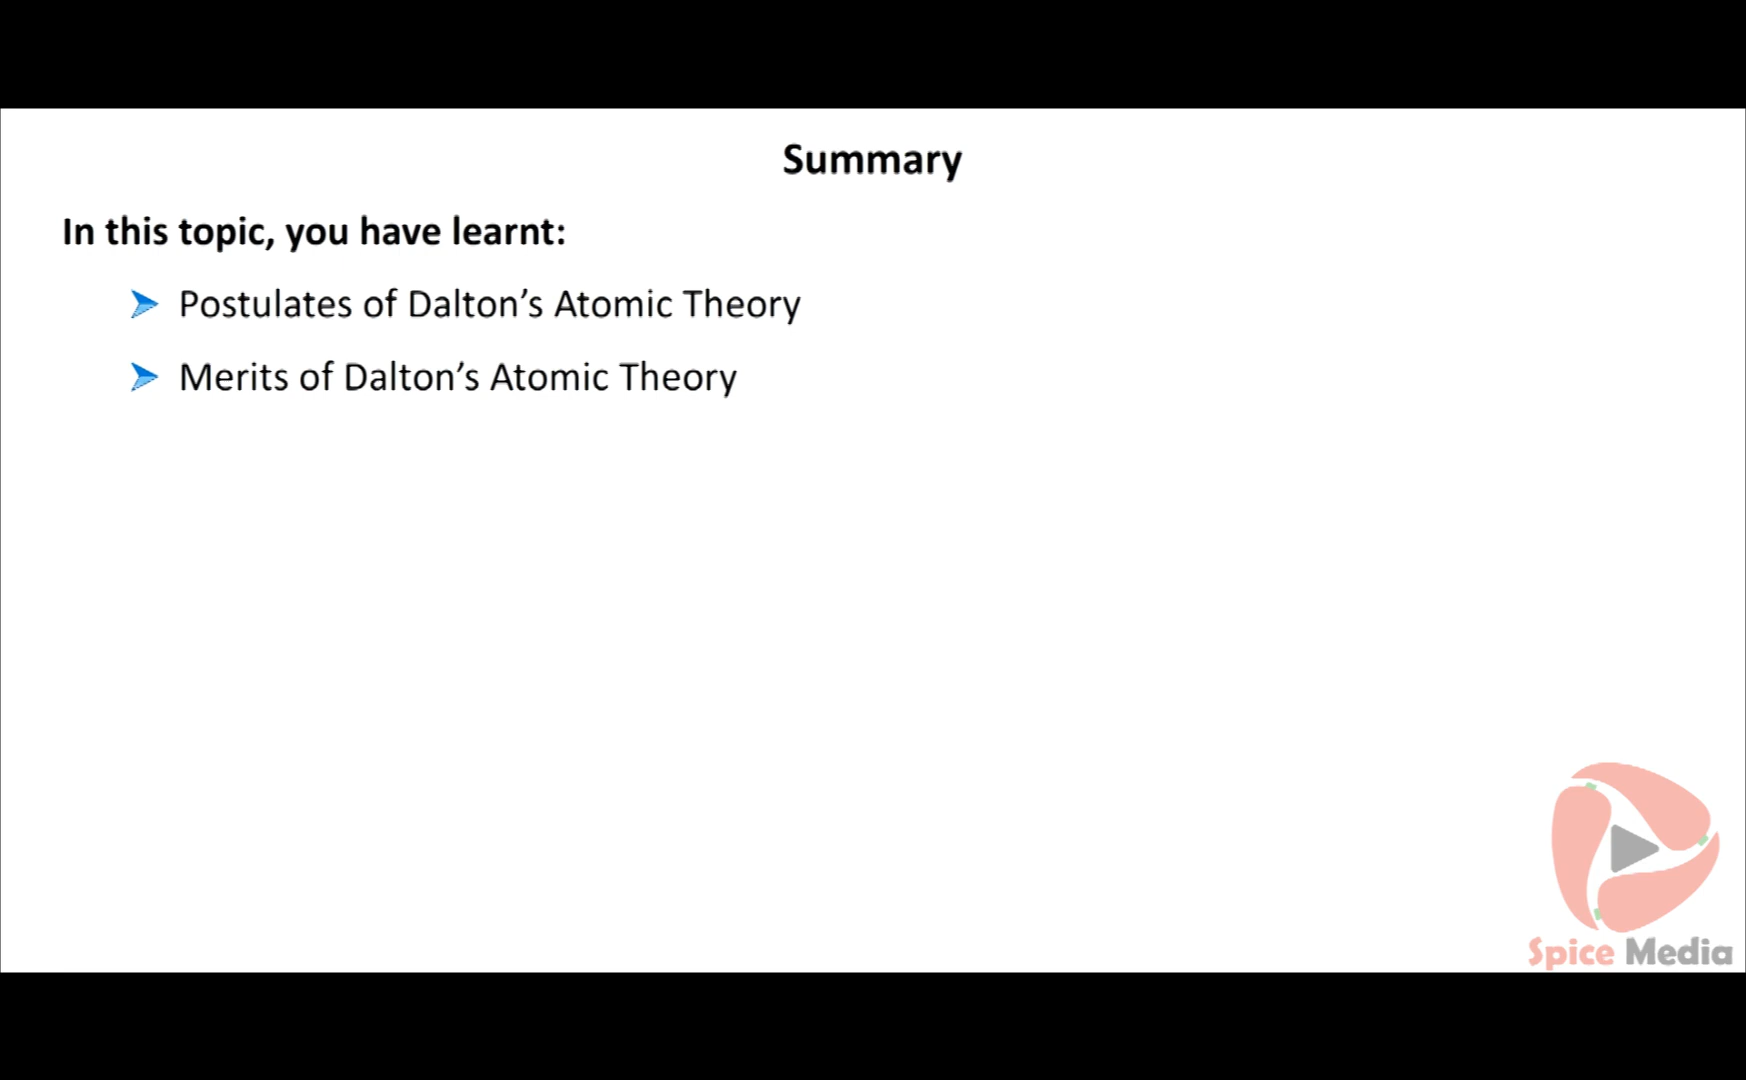 Summary
In this topic, you have learnt:
Postulates of Dalton’s Atomic Theory
Merits of Dalton’s Atomic Theory
Spice Media